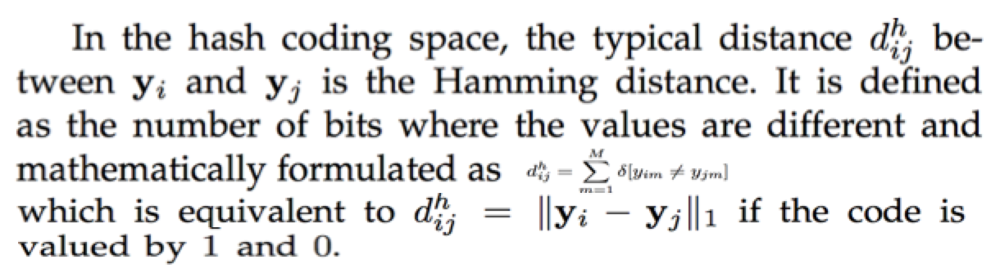 In the hash coding space, the typical distance $d_{ij}^h$ be-
tween $\mathbf{y}_i$ and $\mathbf{y}_j$ is the Hamming distance. It is defined
as the number of bits where the values are different and
mathematically formulated as $d_{ij}^h = \sum_{m=1}^{M} \delta[y_{im} \neq y_{jm}]$
which is equivalent to $d_{ij}^h = \|\mathbf{y}_i - \mathbf{y}_j\|_1$ if the code is
valued by 1 and 0.